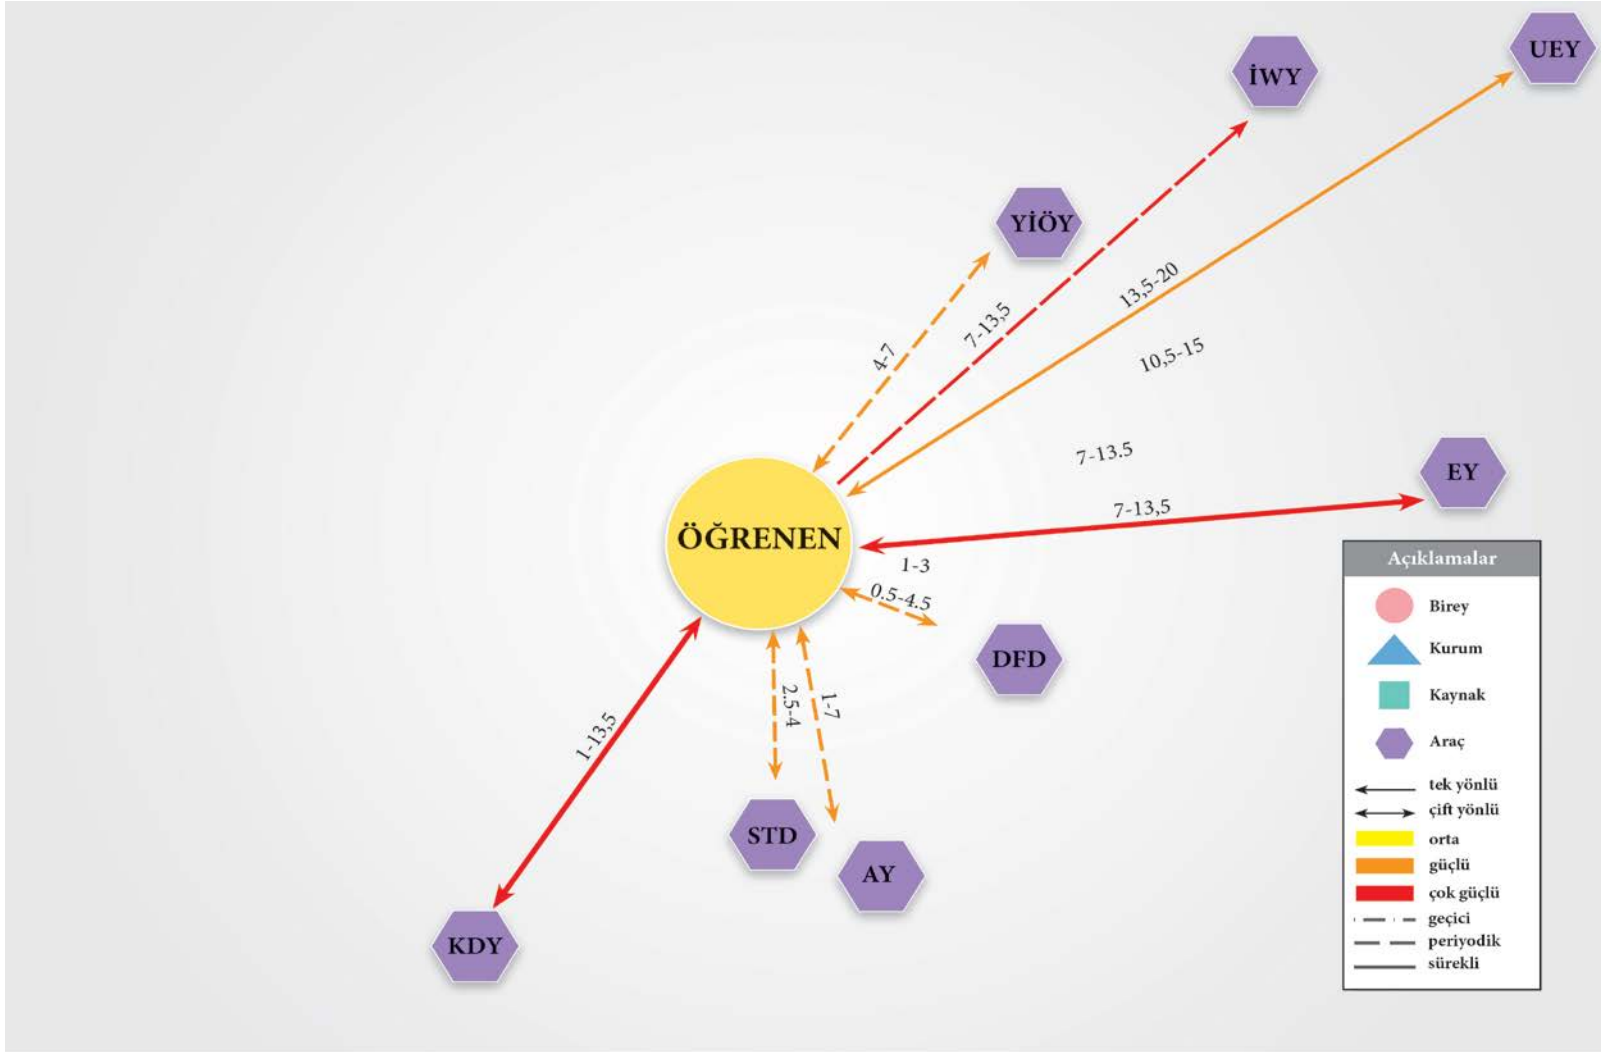 UEY
İWY
YİÖY
13,5-20
7-13,5
4-7
10,5-15
7-13.5
EY
7-13,5
ÖĞRENEN
1-3
0.5-4.5
DFD
2.5-4
1-7
1-13,5
STD
AY
KDY
Açıklamalar
Birey
Kurum
Kaynak
Araç
tek yönlü
çift yönlü
orta
güçlü
çok güçlü
geçici
periyodik
sürekli